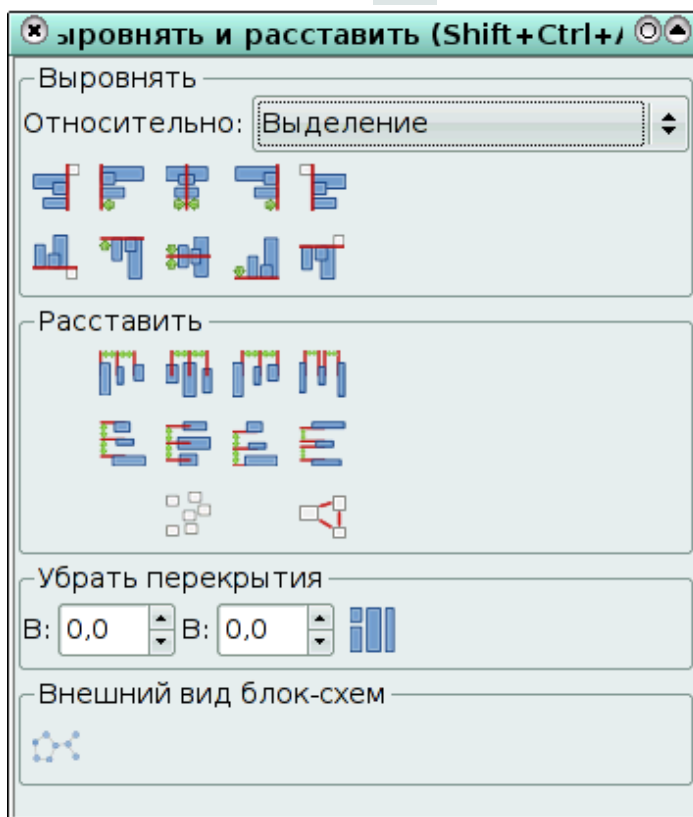 ыровнять и расставить (Shift+Ctrl+
Выровнять
Относительно: Выделение
Расставить
Убрать перекрытия
В: 0,0 В: 0,0
Внешний вид блок-схем